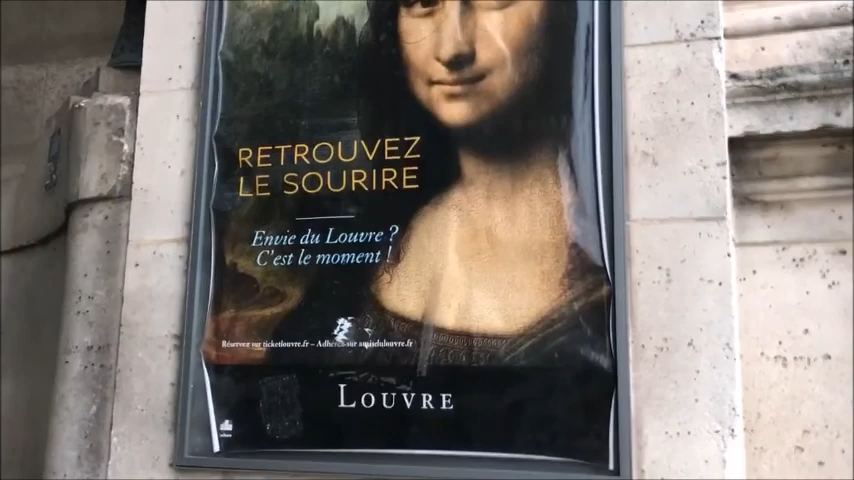 RETROUVEZ
LE SOURIRE
Envie du Louvre ?
C'est le moment !
Réservez sur ticketlouvre.fr – Adhérez sur amisdulouvre.fr
LOUVRE